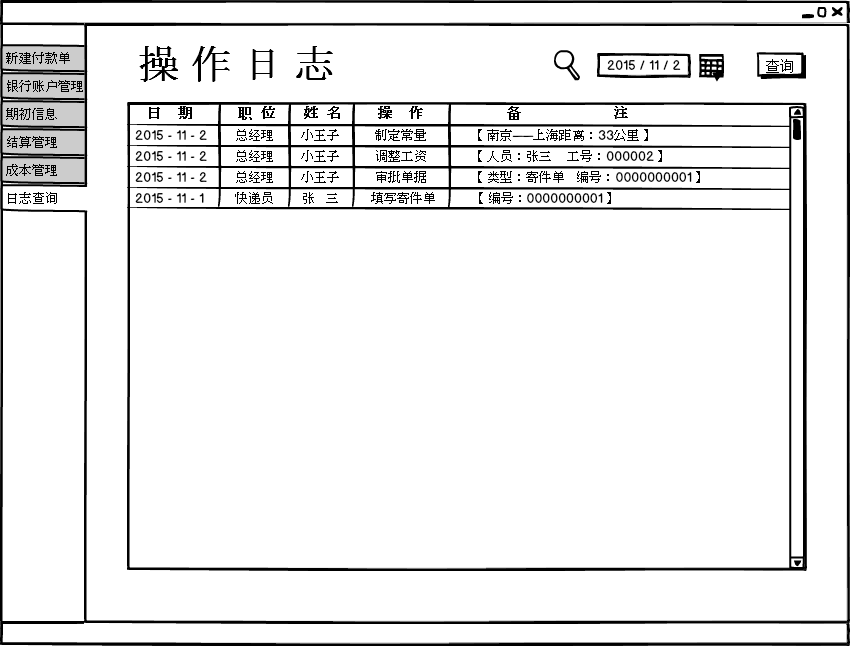 新建付款单
银行账户管理
期初信息
结算管理
成本管理
日志查询
操作日志
2015 / 11 / 2
查询
日 期 职 位 姓 名 操 作 备 注
2015 - 11 - 2 总经理 小王子 制定常量 【 南京——上海距离：33公里 】
2015 - 11 - 2 总经理 小王子 调整工资 【 人员：张三 工号：000002 】
2015 - 11 - 2 总经理 小王子 审批单据 【 类型：寄件单 编号：0000000001 】
2015 - 11 - 1 快递员 张 三 填写寄件单 【 编号：0000000001 】